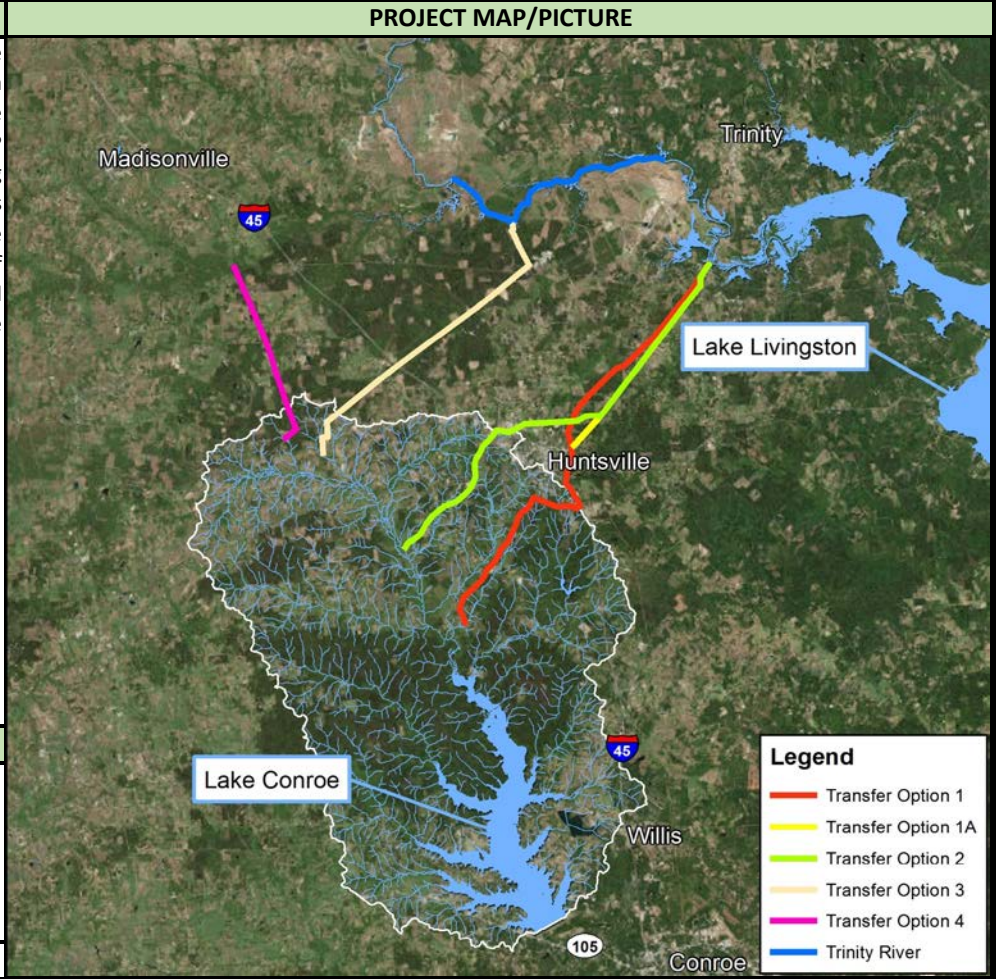 PROJECT MAP/PICTURE
Trinity
Madisonville
45
Lake Livingston
Huntsville
45
Lake Conroe
Willis
105
Conroe
Legend
Transfer Option 1
Transfer Option 1A
Transfer Option 2
Transfer Option 3
Transfer Option 4
Trinity River